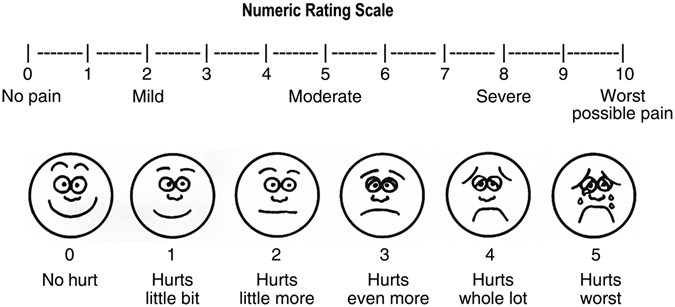 Numeric Rating Scale
0 1 2 3 4 5 6 7 8 9 10
No pain Mild Moderate Severe Worst
possible pain
0 1 2 3 4 5
No hurt Hurts Hurts Hurts Hurts Hurts
little bit little more even more whole lot worst